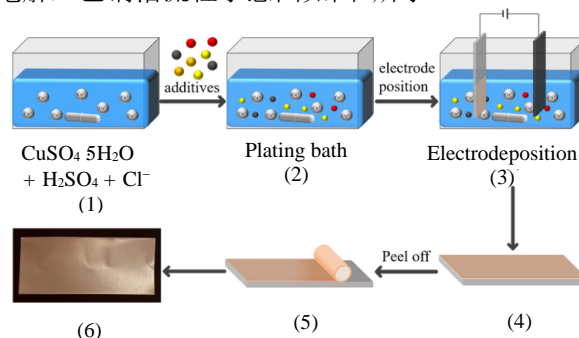 additives
electrode
position
CuSO₄ 5H₂O
+ H₂SO₄ + Cl⁻
(1)
Plating bath
(2)
Electrodeposition
(3)
Peel off
(4)
(5)
(6)